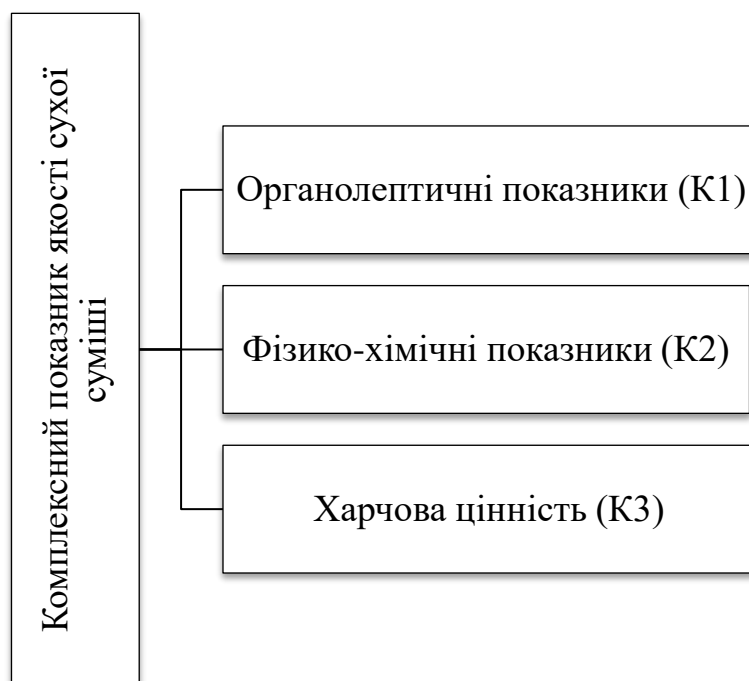 Комплексний показник якості сухої
суміші
Органолептичні показники (К1)
Фізико-хімічні показники (К2)
Харчова цінність (К3)